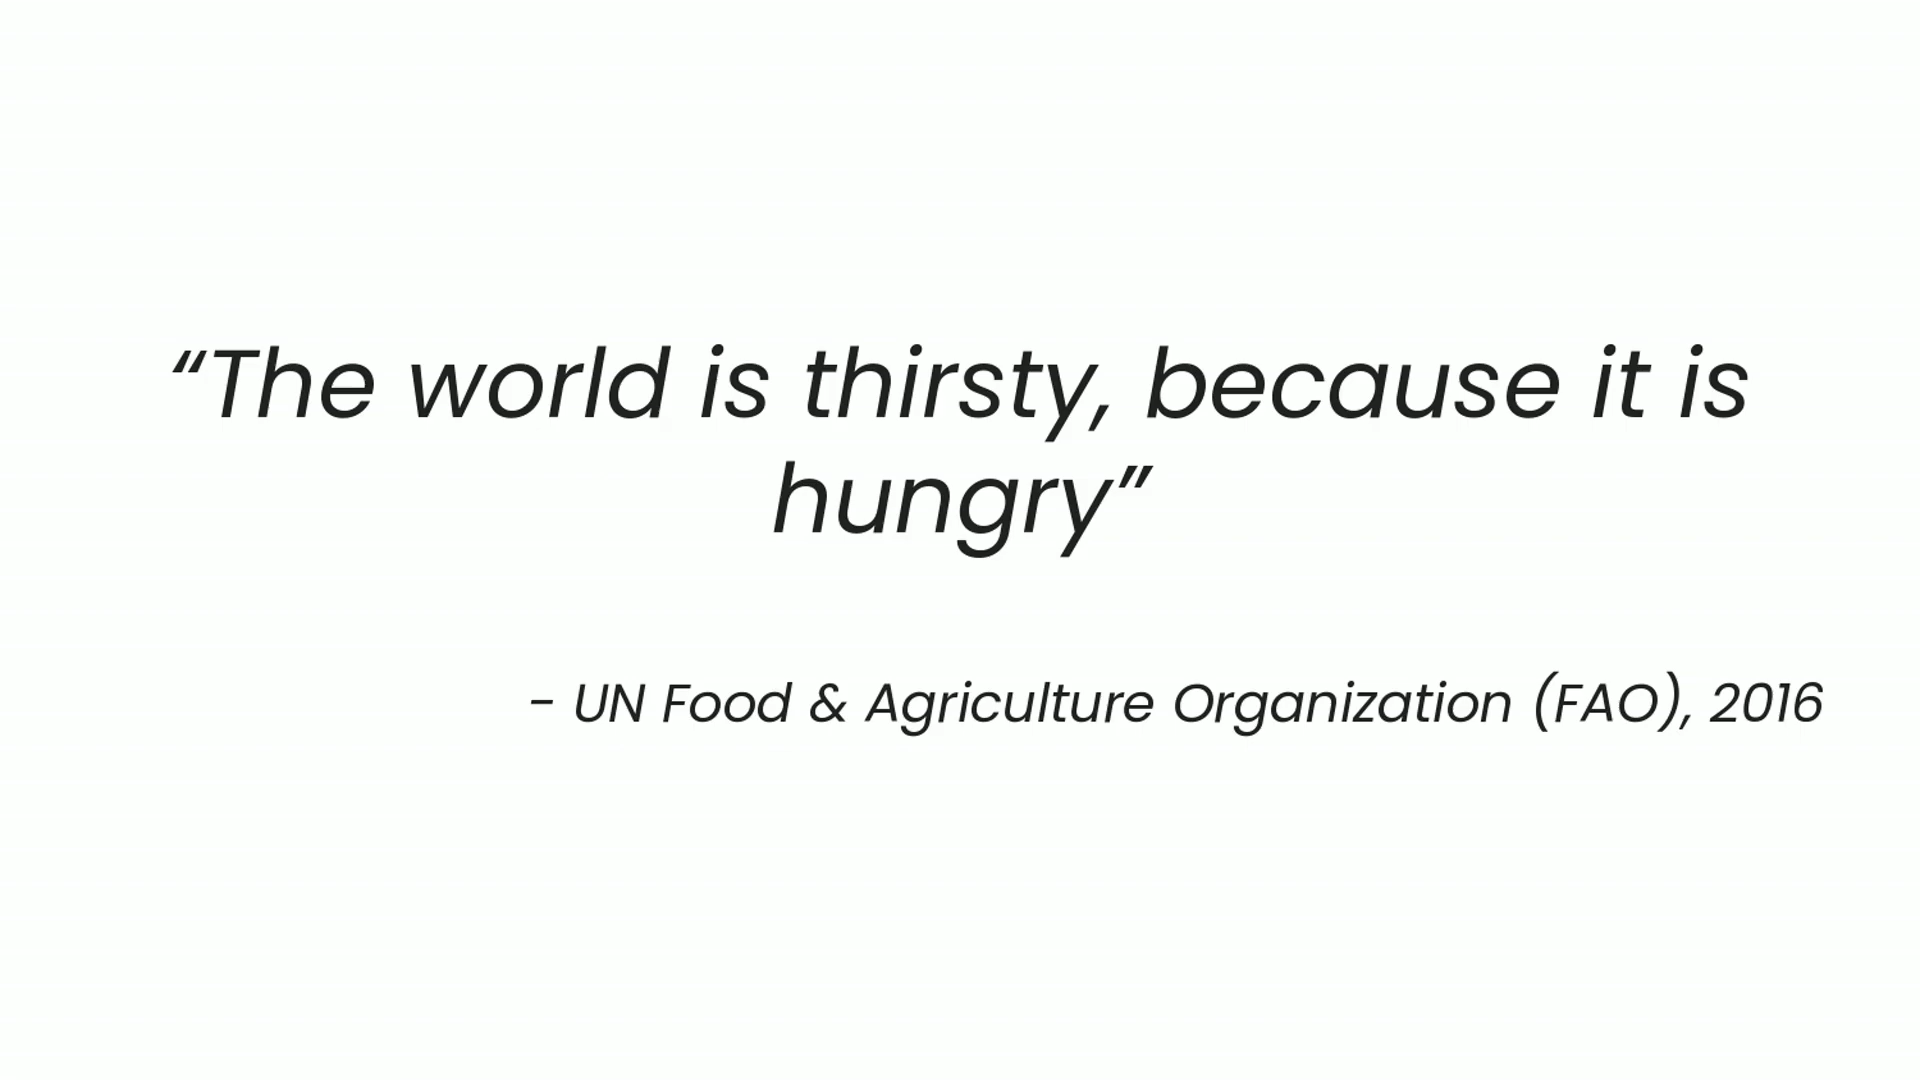 “The world is thirsty, because it is
hungry”
- UN Food & Agriculture Organization (FAO), 2016